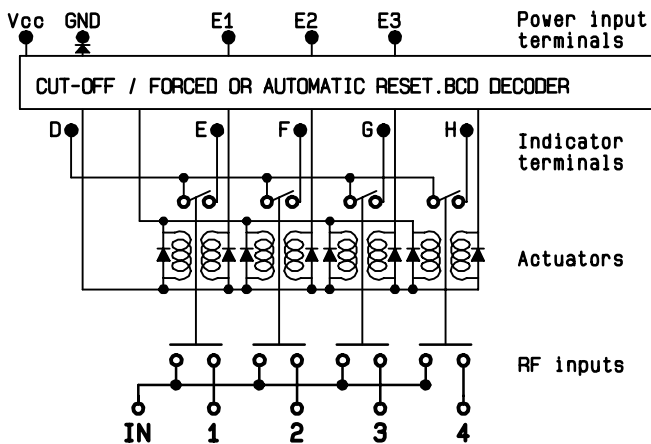 Vcc GND E1 E2 E3 Power input
terminals
CUT-OFF / FORCED OR AUTOMATIC RESET.BCD DECODER
D E F G H Indicator
terminals
Actuators
RF inputs
IN 1 2 3 4